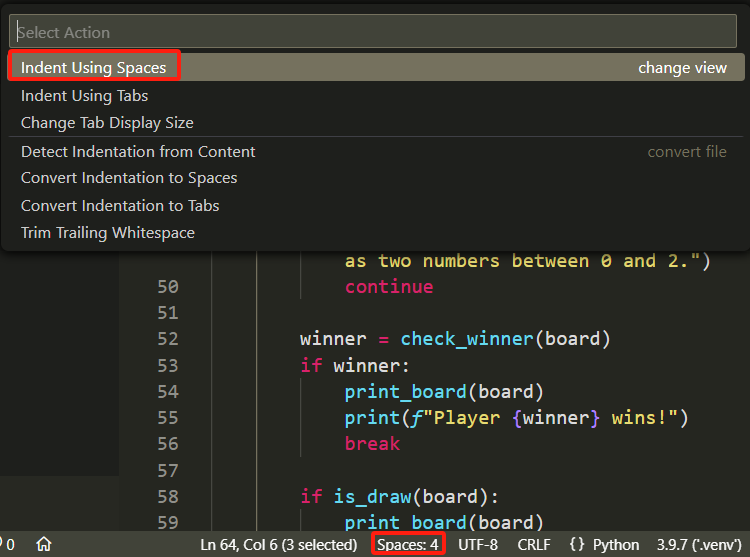 Select Action
Indent Using Spaces change view
Indent Using Tabs
Change Tab Display Size
Detect Indentation from Content convert file
Convert Indentation to Spaces
Convert Indentation to Tabs
Trim Trailing Whitespace
as two numbers between 0 and 2.")
50 continue
51
52 winner = check_winner(board)
53 if winner:
54 print_board(board)
55 print(f"Player {winner} wins!")
56 break
57
58 if is_draw(board):
59 print_board(board)
0 Ln 64, Col 6 (3 selected) Spaces: 4 UTF-8 CRLF {} Python 3.9.7 ('.venv')